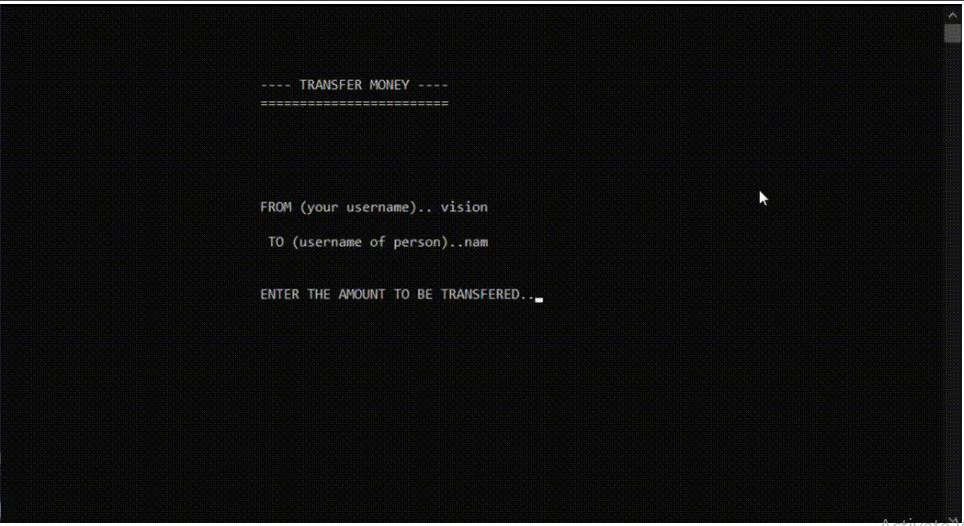 ---- TRANSFER MONEY ----
========================
FROM (your username).. vision
TO (username of person)..nam
ENTER THE AMOUNT TO BE TRANSFERED..